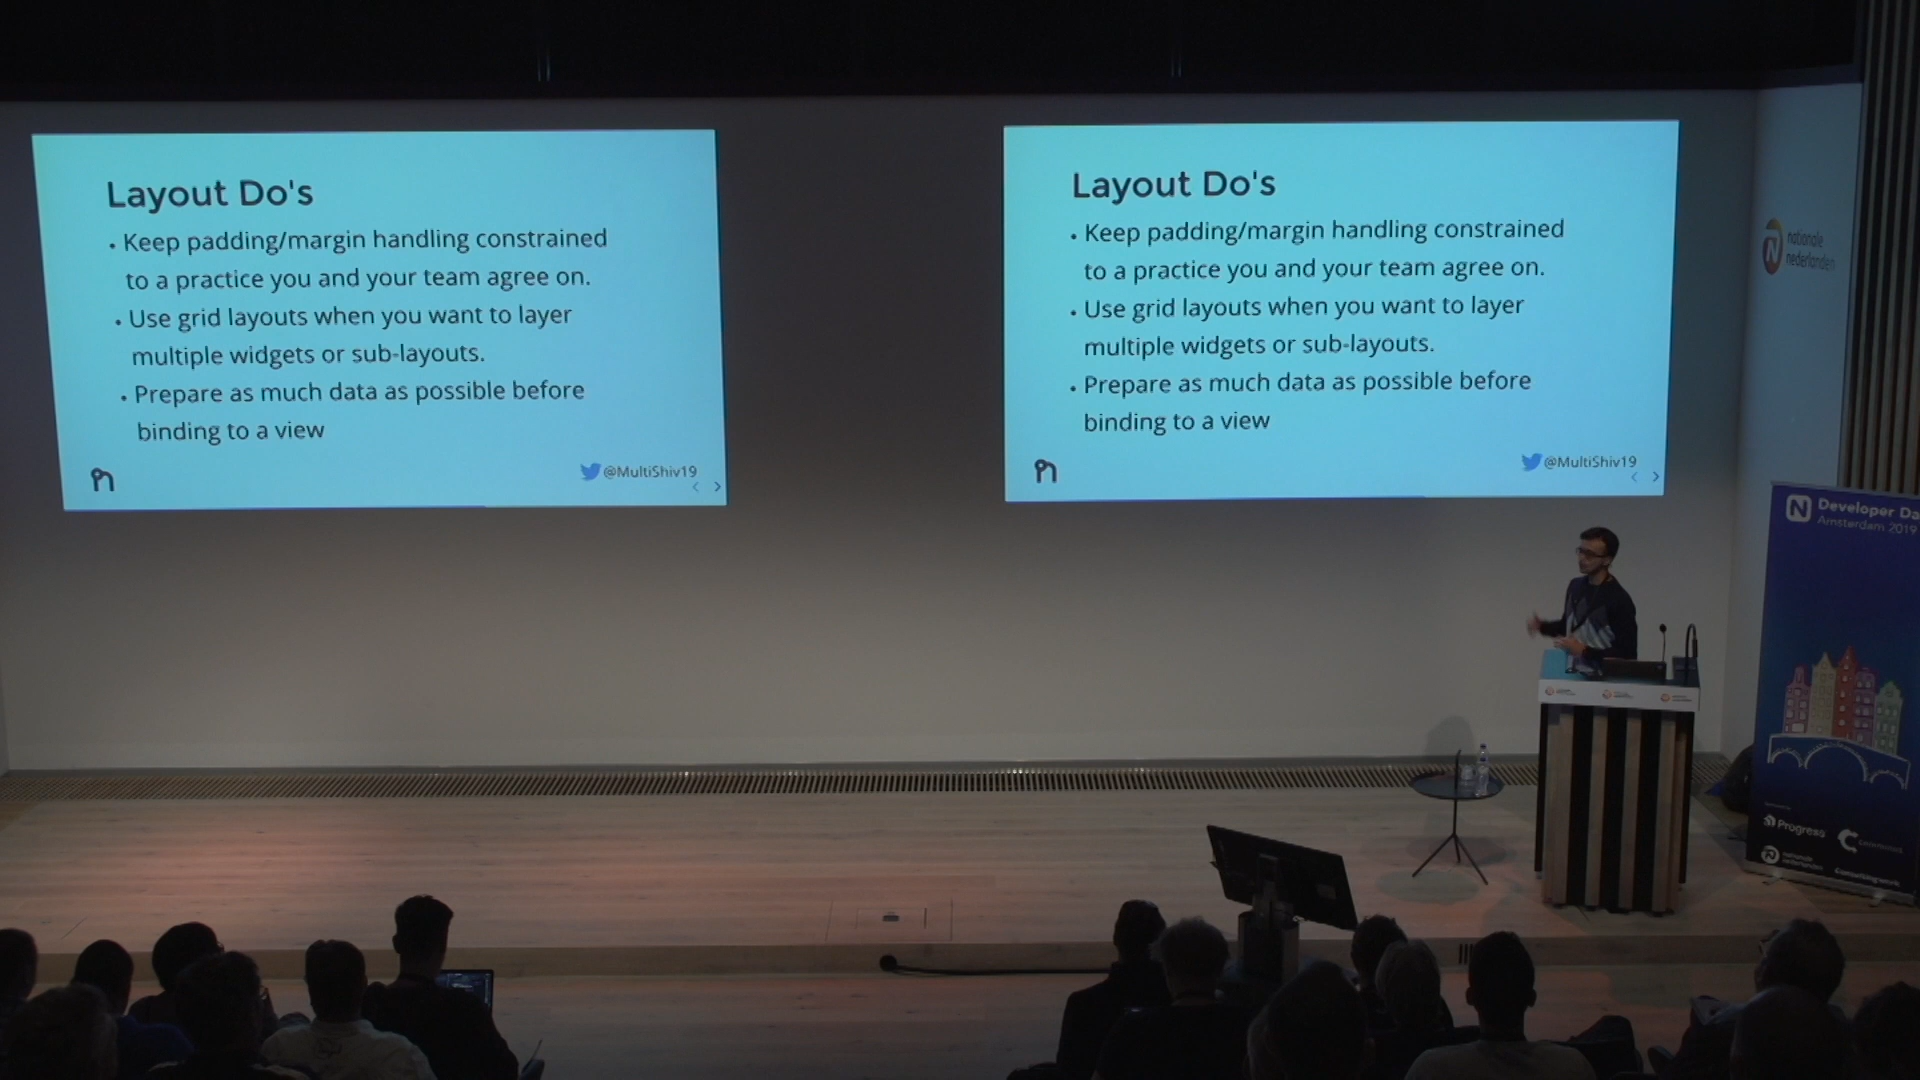 Layout Do's
• Keep padding/margin handling constrained
to a practice you and your team agree on.
• Use grid layouts when you want to layer
multiple widgets or sub-layouts.
• Prepare as much data as possible before
binding to a view
@MultiShiv19
< >
Layout Do's
• Keep padding/margin handling constrained
to a practice you and your team agree on.
• Use grid layouts when you want to layer
multiple widgets or sub-layouts.
• Prepare as much data as possible before
binding to a view
@MultiShiv19
< >
nationale
nederlanden
N Developer Da
Amsterdam 2019
Progress
nationale
nederlanden